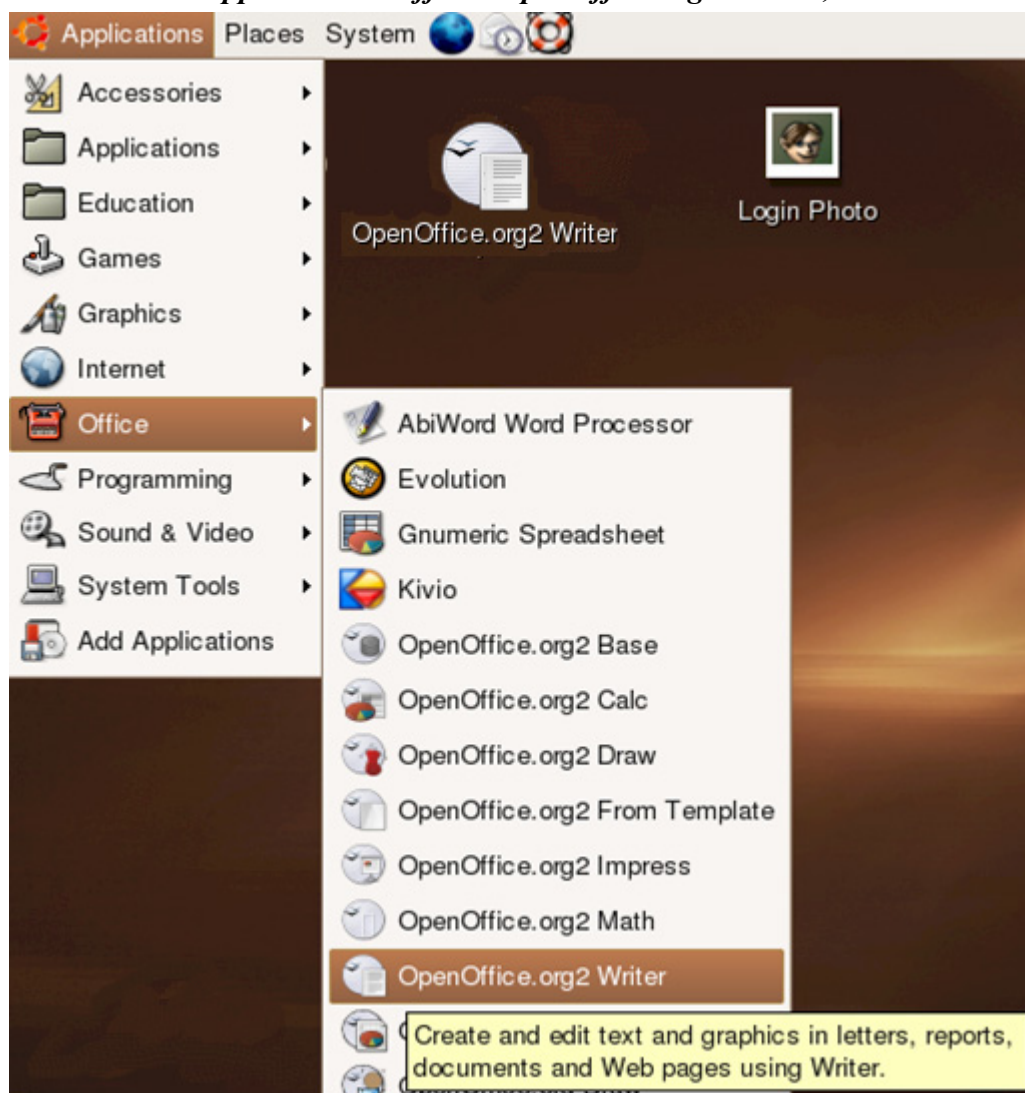 Applications Places System
Accessories
Applications
Education
Games
Graphics
Internet
Office
Programming
Sound & Video
System Tools
Add Applications
OpenOffice.org2 Writer
Login Photo
AbiWord Word Processor
Evolution
Gnumeric Spreadsheet
Kivio
OpenOffice.org2 Base
OpenOffice.org2 Calc
OpenOffice.org2 Draw
OpenOffice.org2 From Template
OpenOffice.org2 Impress
OpenOffice.org2 Math
OpenOffice.org2 Writer
Create and edit text and graphics in letters, reports,
documents and Web pages using Writer.